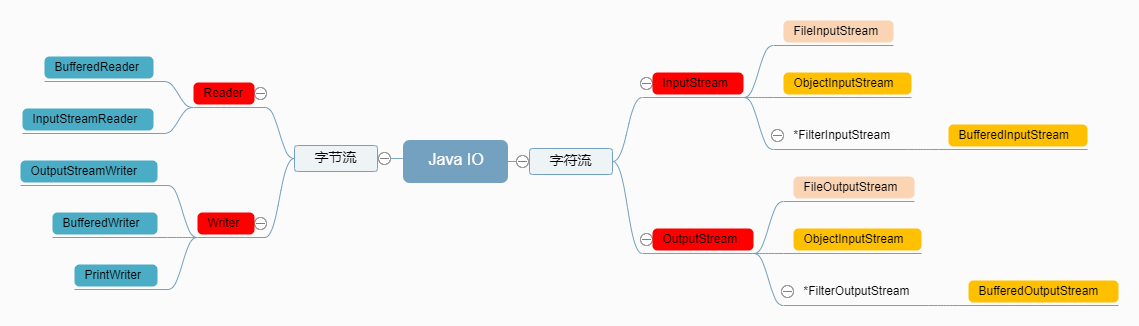 Java IO
字节流
Reader
BufferedReader
InputStreamReader
Writer
OutputStreamWriter
BufferedWriter
PrintWriter
字符流
InputStream
FileInputStream
ObjectInputStream
*FilterInputStream
BufferedInputStream
OutputStream
FileOutputStream
ObjectInputStream
*FilterOutputStream
BufferedOutputStream